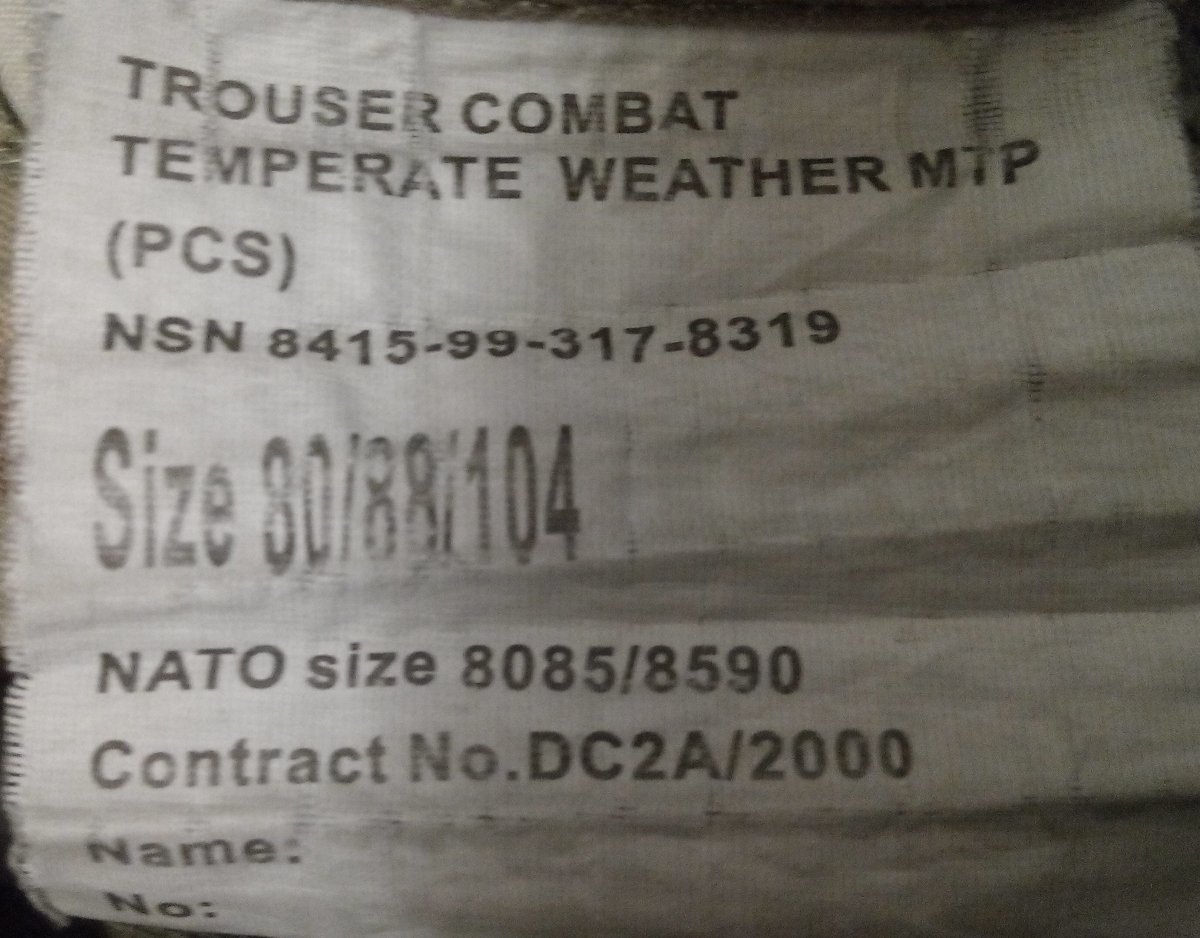 TROUSER COMBAT
TEMPERATE WEATHER MTP
(PCS)
NSN 8415-99-317-8319
Size 80/88/104
NATO size 8085/8590
Contract No.DC2A/2000
Name:
No: